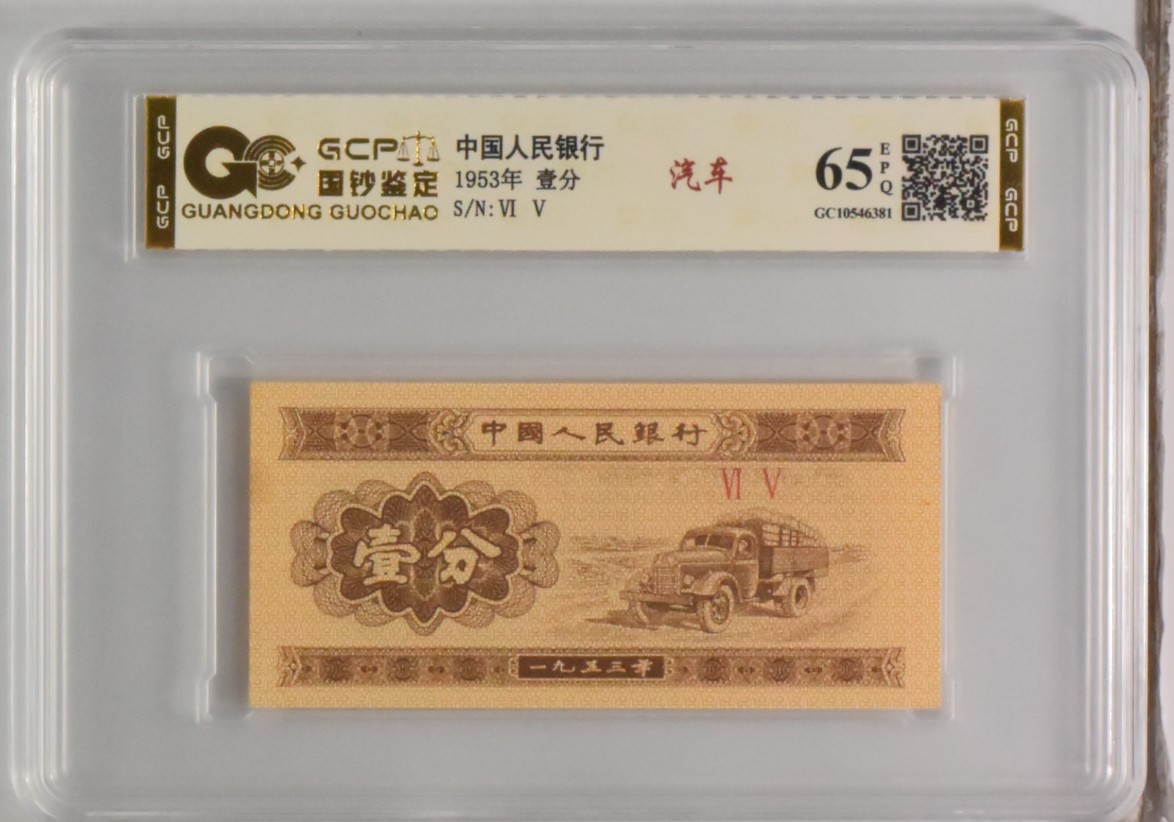 GCP
GCP
GC
GCP
国钞鉴定
GUANGDONG GUOCHAO
中国人民银行
1953年 壹分
S/N: Ⅵ Ⅴ
汽车
65 EPQ
GC10546381
GCP
GCP
中國人民銀行
Ⅵ Ⅴ
壹分
一九五三年